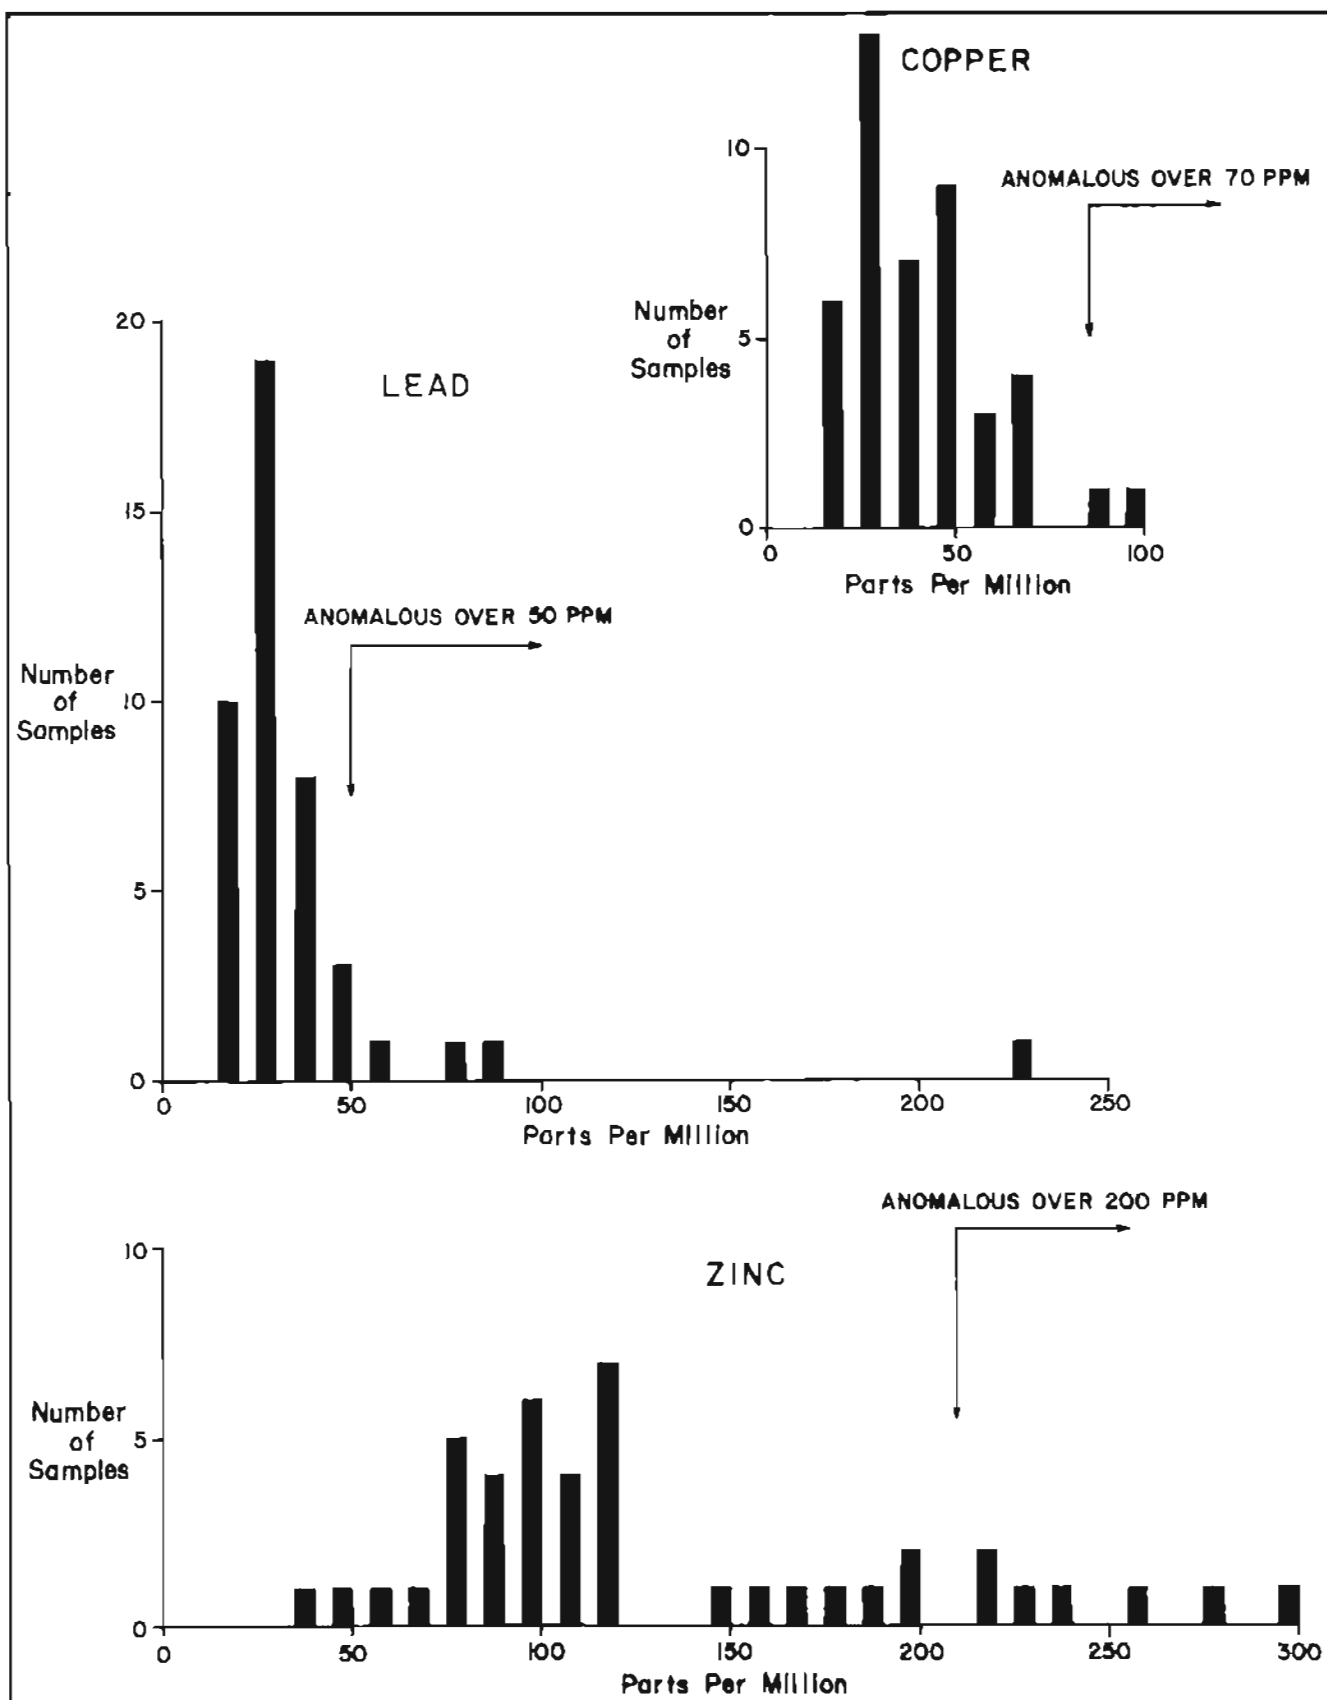 COPPER
10
ANOMALOUS OVER 70 PPM
Number
of
Samples
5
0
0 50 100
Parts Per Million
20
LEAD
15
ANOMALOUS OVER 50 PPM
Number
of
Samples
10
5
0
0 50 100 150 200 250
Parts Per Million
ANOMALOUS OVER 200 PPM
10
ZINC
Number
of
Samples
5
0
0 50 100 150 200 250 300
Parts Per Million